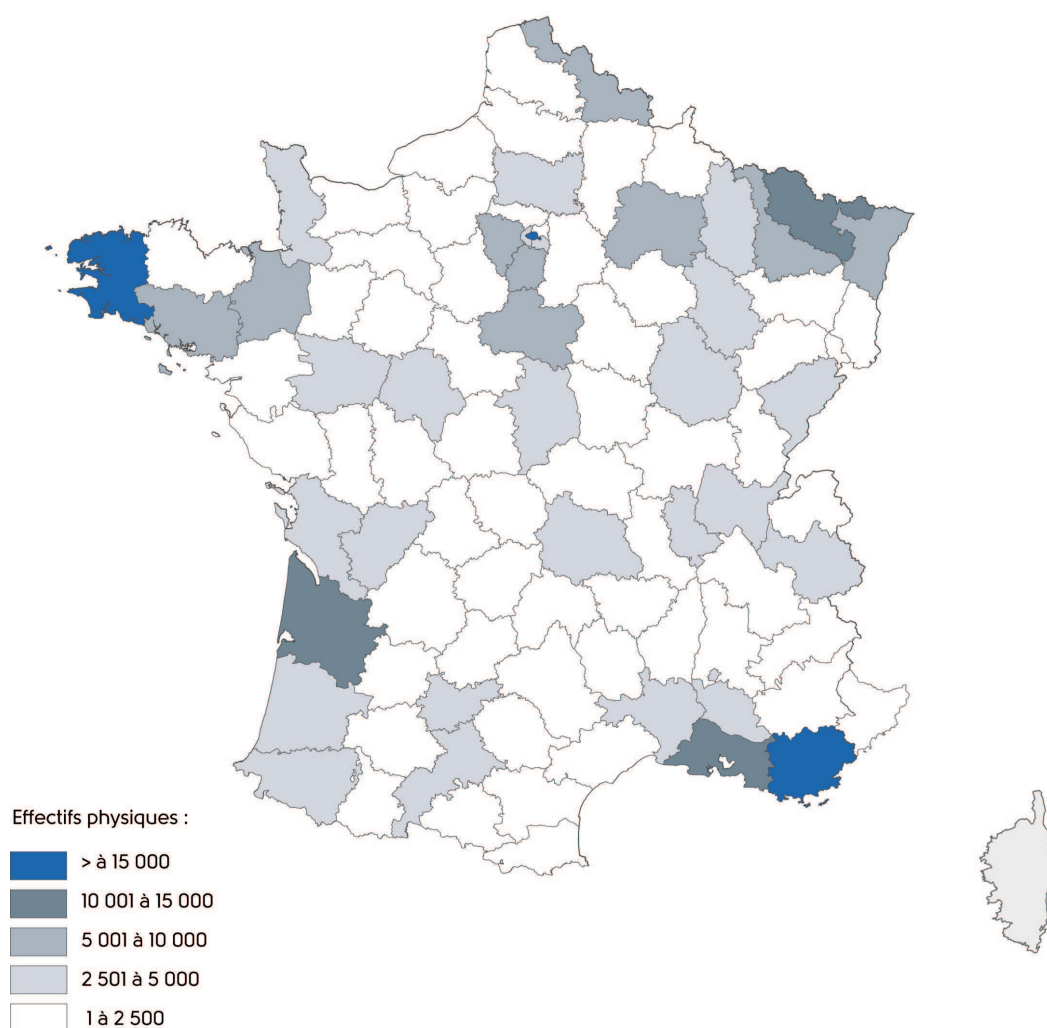 Effectifs physiques :
> à 15 000
10 001 à 15 000
5 001 à 10 000
2 501 à 5 000
1 à 2 500